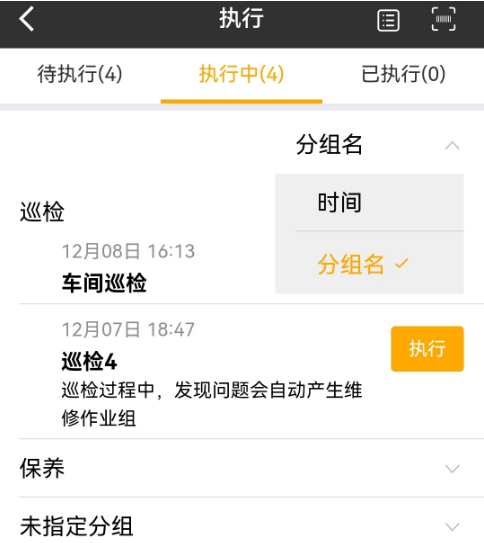 执行
待执行(4) 执行中(4) 已执行(0)
分组名
时间
分组名
巡检
12月08日 16:13
车间巡检
12月07日 18:47
巡检4
执行
巡检过程中，发现问题会自动产生维
修作业组
保养
未指定分组